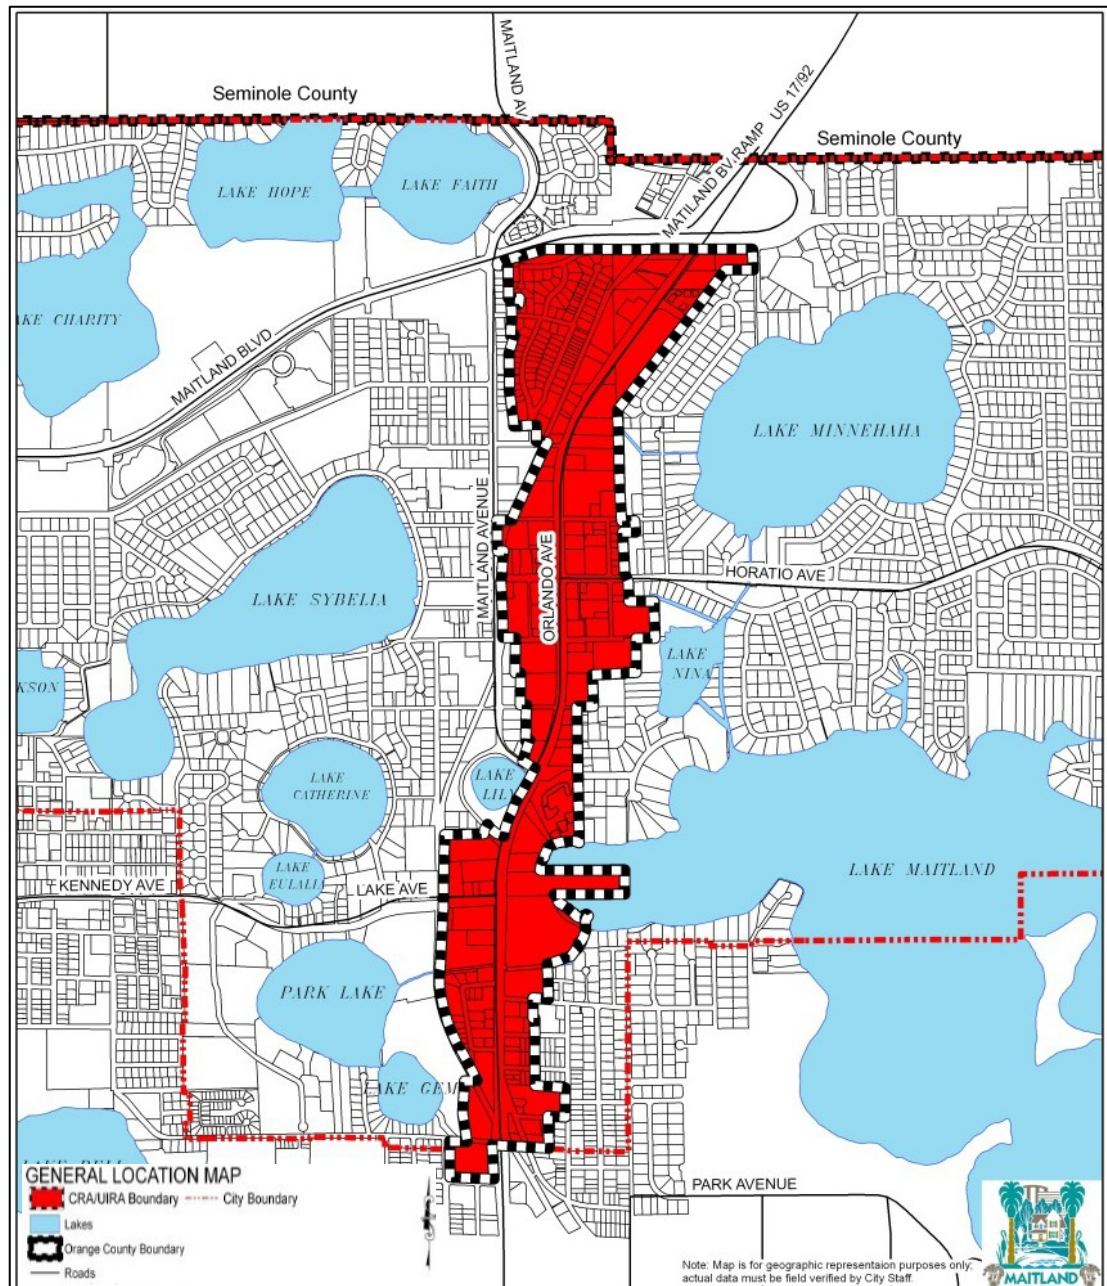 MAITLAND AV
US 17/92
Seminole County
MATILAND BV.RAMP
Seminole County
LAKE HOPE
LAKE FAITH
AKE CHARITY
MAITLAND BLVD
LAKE MINNEHAHA
MAITLAND AVENUE
ORLANDO AVE
HORATIO AVE
LAKE SYBELIA
LAKE
NINA
KSON
LAKE
CATHERINE
LAKE
LILY
LAKE
EULALIA
KENNEDY AVE
LAKE AVE
LAKE MAITLAND
PARK LAKE
LAKE GEM
GENERAL LOCATION MAP
CRA/UIRA Boundary
City Boundary
Lakes
Orange County Boundary
Roads
PARK AVENUE
Note: Map is for geographic representaion purposes only;
actual data must be field verified by City Staff.
MAITLAND